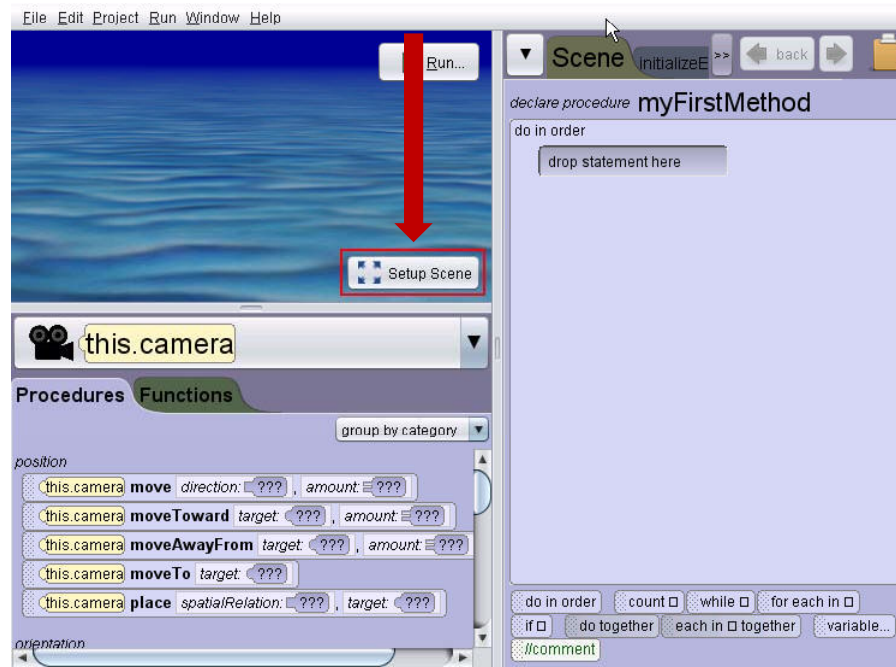 File Edit Project Run Window Help
Run...
Setup Scene
this.camera
Procedures Functions
group by category
position
this.camera move direction: ??? , amount: ???
this.camera moveToward target: ??? , amount: ???
this.camera moveAwayFrom target: ??? , amount: ???
this.camera moveTo target: ???
this.camera place spatialRelation: ??? , target: ???
orientation
Scene initializeE >> back
declare procedure myFirstMethod
do in order
drop statement here
do in order count while for each in
if do together each in together variable...
//comment